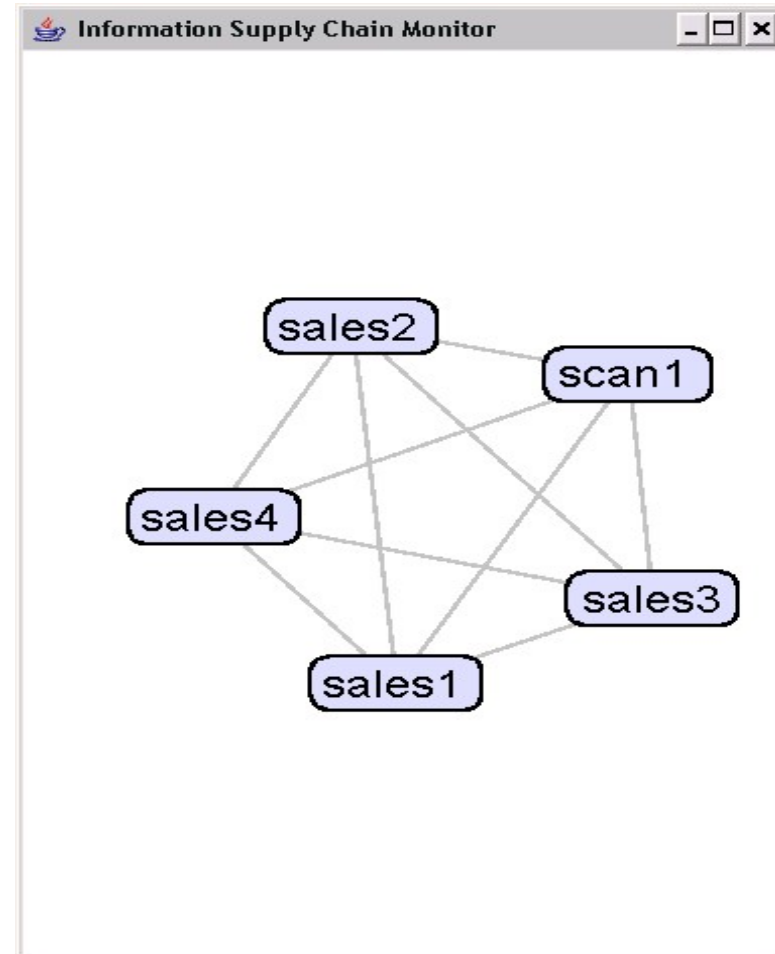 Information Supply Chain Monitor
sales2
scan1
sales4
sales3
sales1